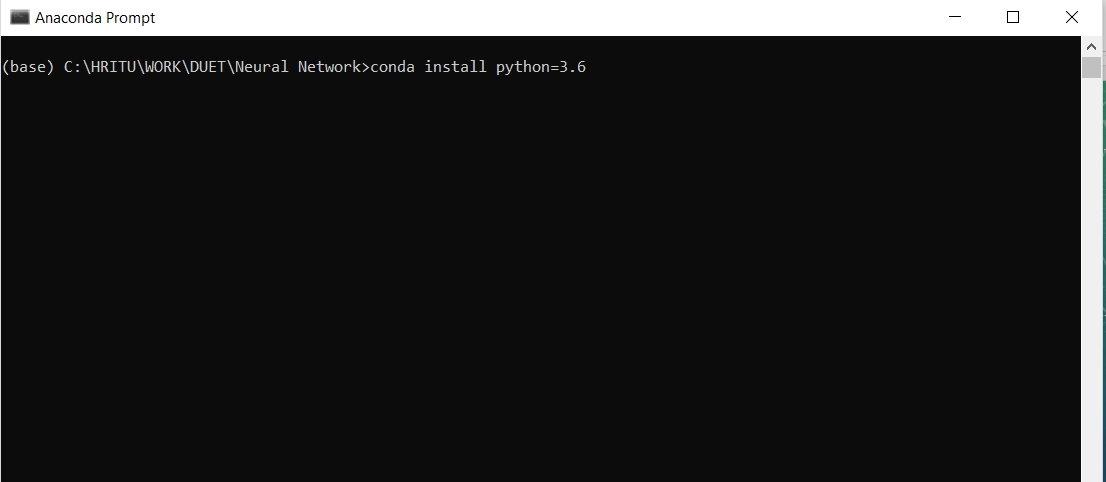 Anaconda Prompt
(base) C:\HRITU\WORK\DUET\Neural Network>conda install python=3.6